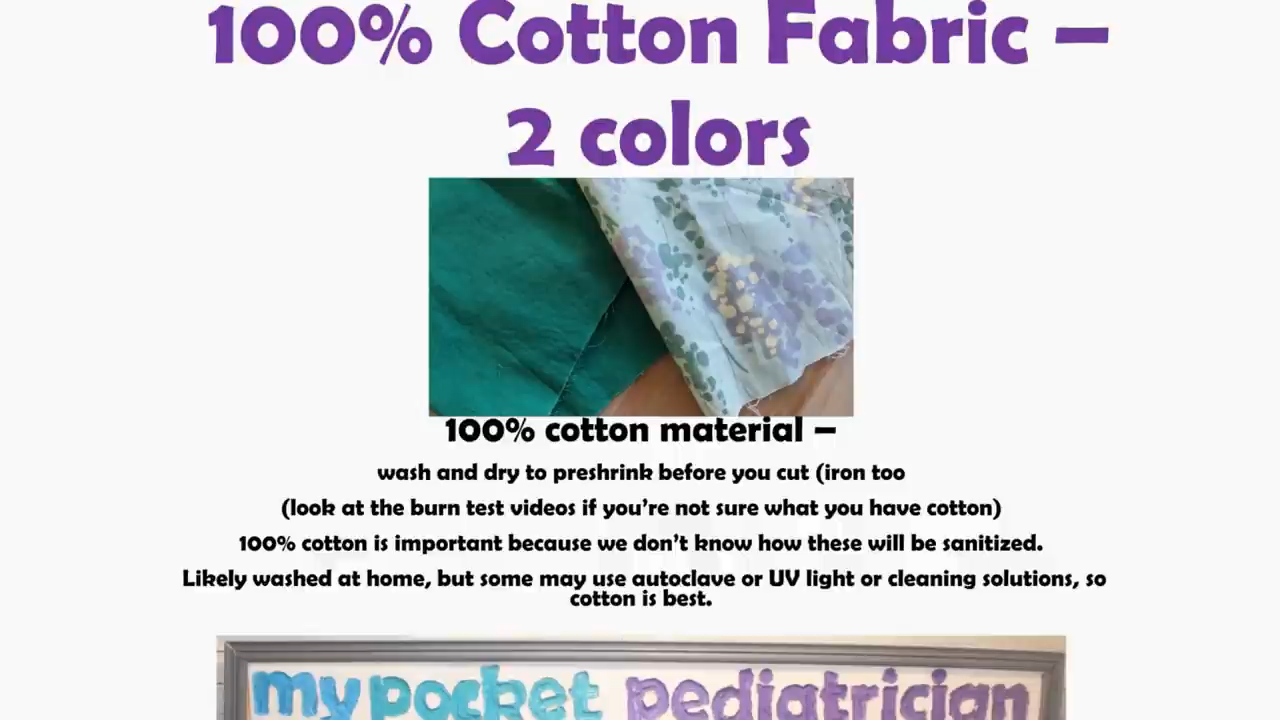 100% Cotton Fabric –
2 colors
100% cotton material –
wash and dry to preshrink before you cut (iron too
(look at the burn test videos if you’re not sure what you have cotton)
100% cotton is important because we don’t know how these will be sanitized.
Likely washed at home, but some may use autoclave or UV light or cleaning solutions, so
cotton is best.
my pocket pediatrician